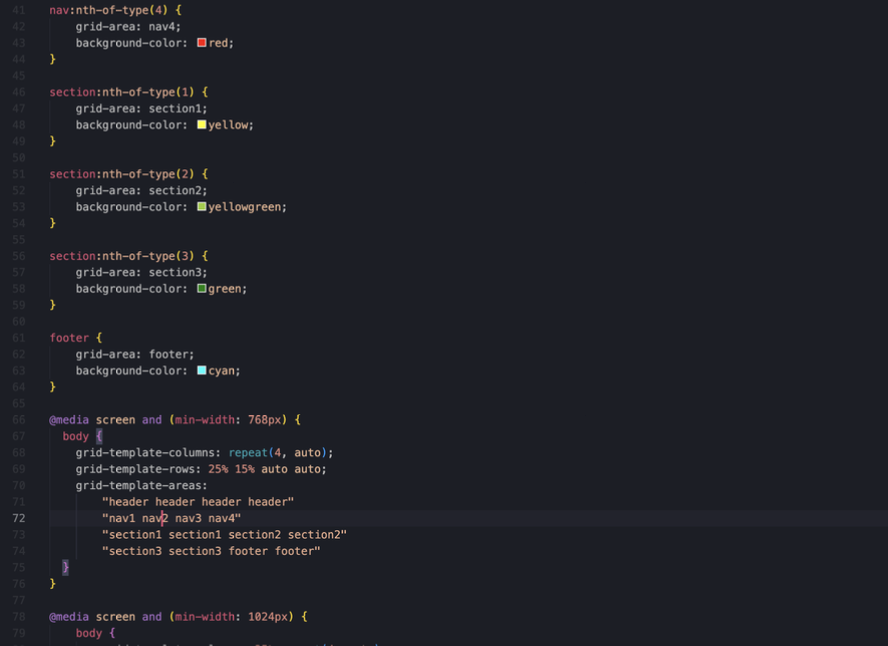 41 nav:nth-of-type(4) {
42 grid-area: nav4;
43 background-color: red;
44 }
45
46 section:nth-of-type(1) {
47 grid-area: section1;
48 background-color: yellow;
49 }
50
51 section:nth-of-type(2) {
52 grid-area: section2;
53 background-color: yellowgreen;
54 }
55
56 section:nth-of-type(3) {
57 grid-area: section3;
58 background-color: green;
59 }
60
61 footer {
62 grid-area: footer;
63 background-color: cyan;
64 }
65
66 @media screen and (min-width: 768px) {
67 body {
68 grid-template-columns: repeat(4, auto);
69 grid-template-rows: 25% 15% auto auto;
70 grid-template-areas:
71 "header header header header"
72 "nav1 nav2 nav3 nav4"
73 "section1 section1 section2 section2"
74 "section3 section3 footer footer"
75 }
76 }
77
78 @media screen and (min-width: 1024px) {
79 body {